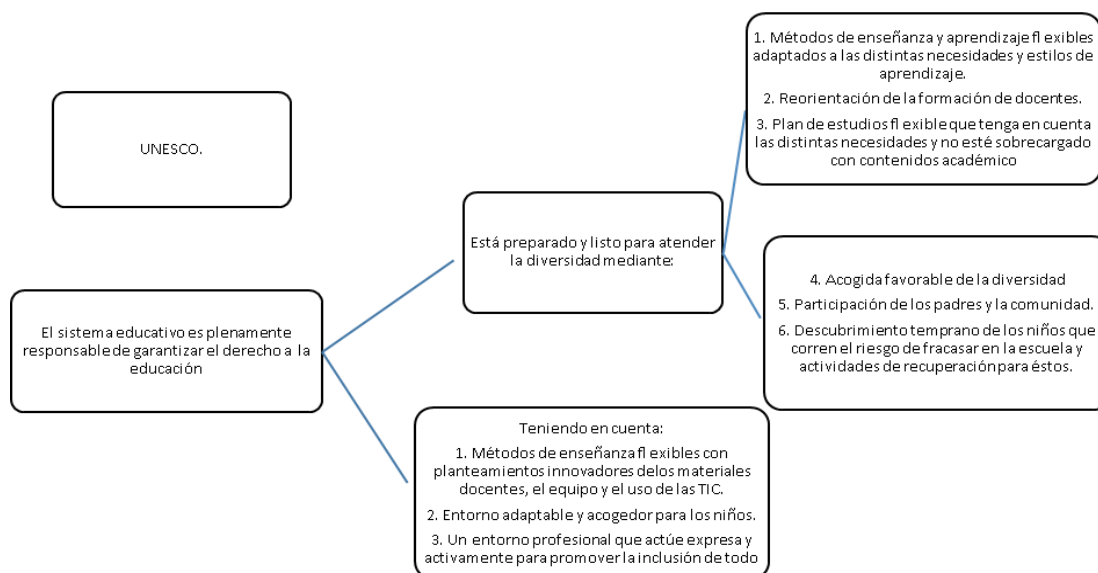 UNESCO.
El sistema educativo es plenamente
responsable de garantizar el derecho a la
educación
Está preparado y listo para atender
la diversidad mediante:
1. Métodos de enseñanza y aprendizaje fl exibles
adaptados a las distintas necesidades y estilos de
aprendizaje.
2. Reorientación de la formación de docentes.
3. Plan de estudios fl exible que tenga en cuenta
las distintas necesidades y no esté sobrecargado
con contenidos académico
4. Acogida favorable de la diversidad
5. Participación de los padres y la comunidad.
6. Descubrimiento temprano de los niños que
corren el riesgo de fracasar en la escuela y
actividades de recuperación para éstos.
Teniendo en cuenta:
1. Métodos de enseñanza fl exibles con
planteamientos innovadores delos materiales
docentes, el equipo y el uso de las TIC.
2. Entorno adaptable y acogedor para los niños.
3. Un entorno profesional que actúe expresa y
activamente para promover la inclusión de todo